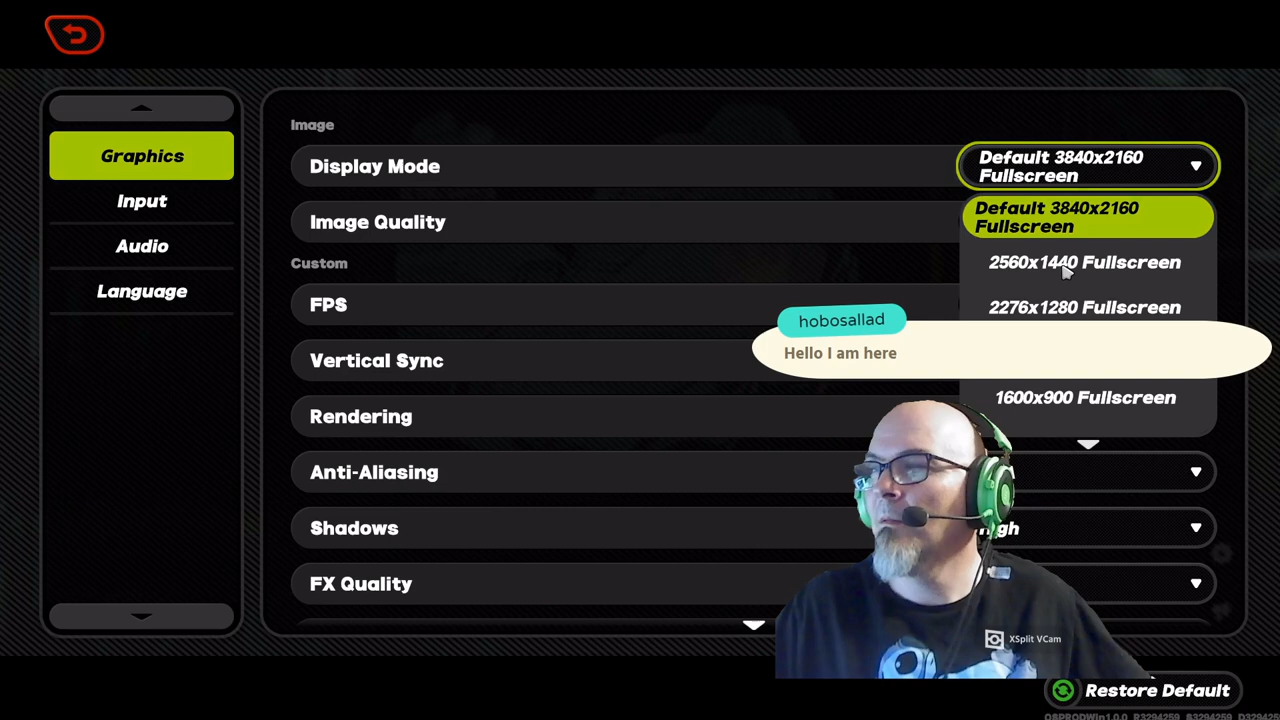 Image
Graphics
Display Mode
Default 3840x2160
Fullscreen
Input
Image Quality
Default 3840x2160
Fullscreen
Audio
Custom
2560x1440 Fullscreen
Language
FPS
2276x1280 Fullscreen
hobosallad
Hello I am here
Vertical Sync
1600x900 Fullscreen
Rendering
Anti-Aliasing
Shadows
FX Quality
XSplit VCam
Restore Default